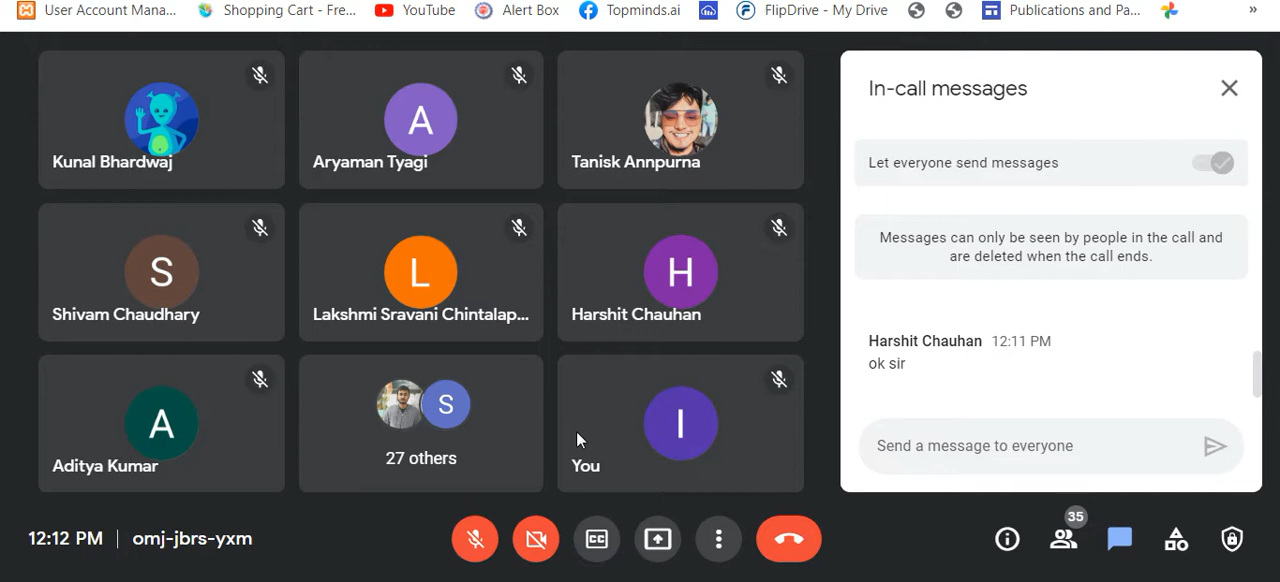 User Account Mana...
Shopping Cart - Fre...
YouTube
Alert Box
Topminds.ai
FlipDrive - My Drive
Publications and Pa...
»
Kunal Bhardwaj
A
Aryaman Tyagi
Tanisk Annpurna
S
Shivam Chaudhary
L
Lakshmi Sravani Chintalap...
H
Harshit Chauhan
A
Aditya Kumar
S
27 others
I
You
In-call messages
Let everyone send messages
Messages can only be seen by people in the call and
are deleted when the call ends.
Harshit Chauhan 12:11 PM
ok sir
Send a message to everyone
12:12 PM | omj-jbrs-yxm
CC
35